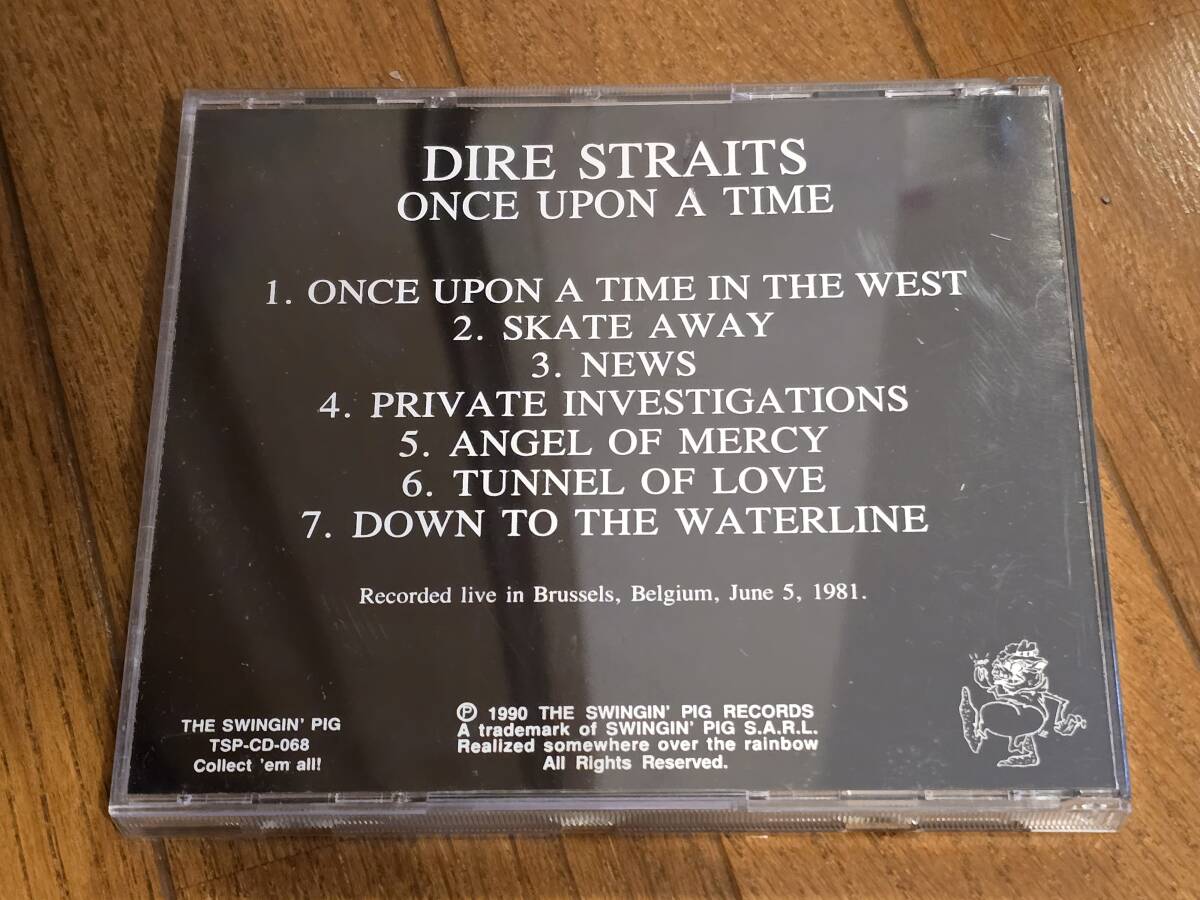 DIRE STRAITS
ONCE UPON A TIME
1. ONCE UPON A TIME IN THE WEST
2. SKATE AWAY
3. NEWS
4. PRIVATE INVESTIGATIONS
5. ANGEL OF MERCY
6. TUNNEL OF LOVE
7. DOWN TO THE WATERLINE
Recorded live in Brussels, Belgium, June 5, 1981.
THE SWINGIN' PIG
TSP-CD-068
Collect 'em all!
℗ 1990 THE SWINGIN' PIG RECORDS
A trademark of SWINGIN' PIG S.A.R.L.
Realized somewhere over the rainbow
All Rights Reserved.